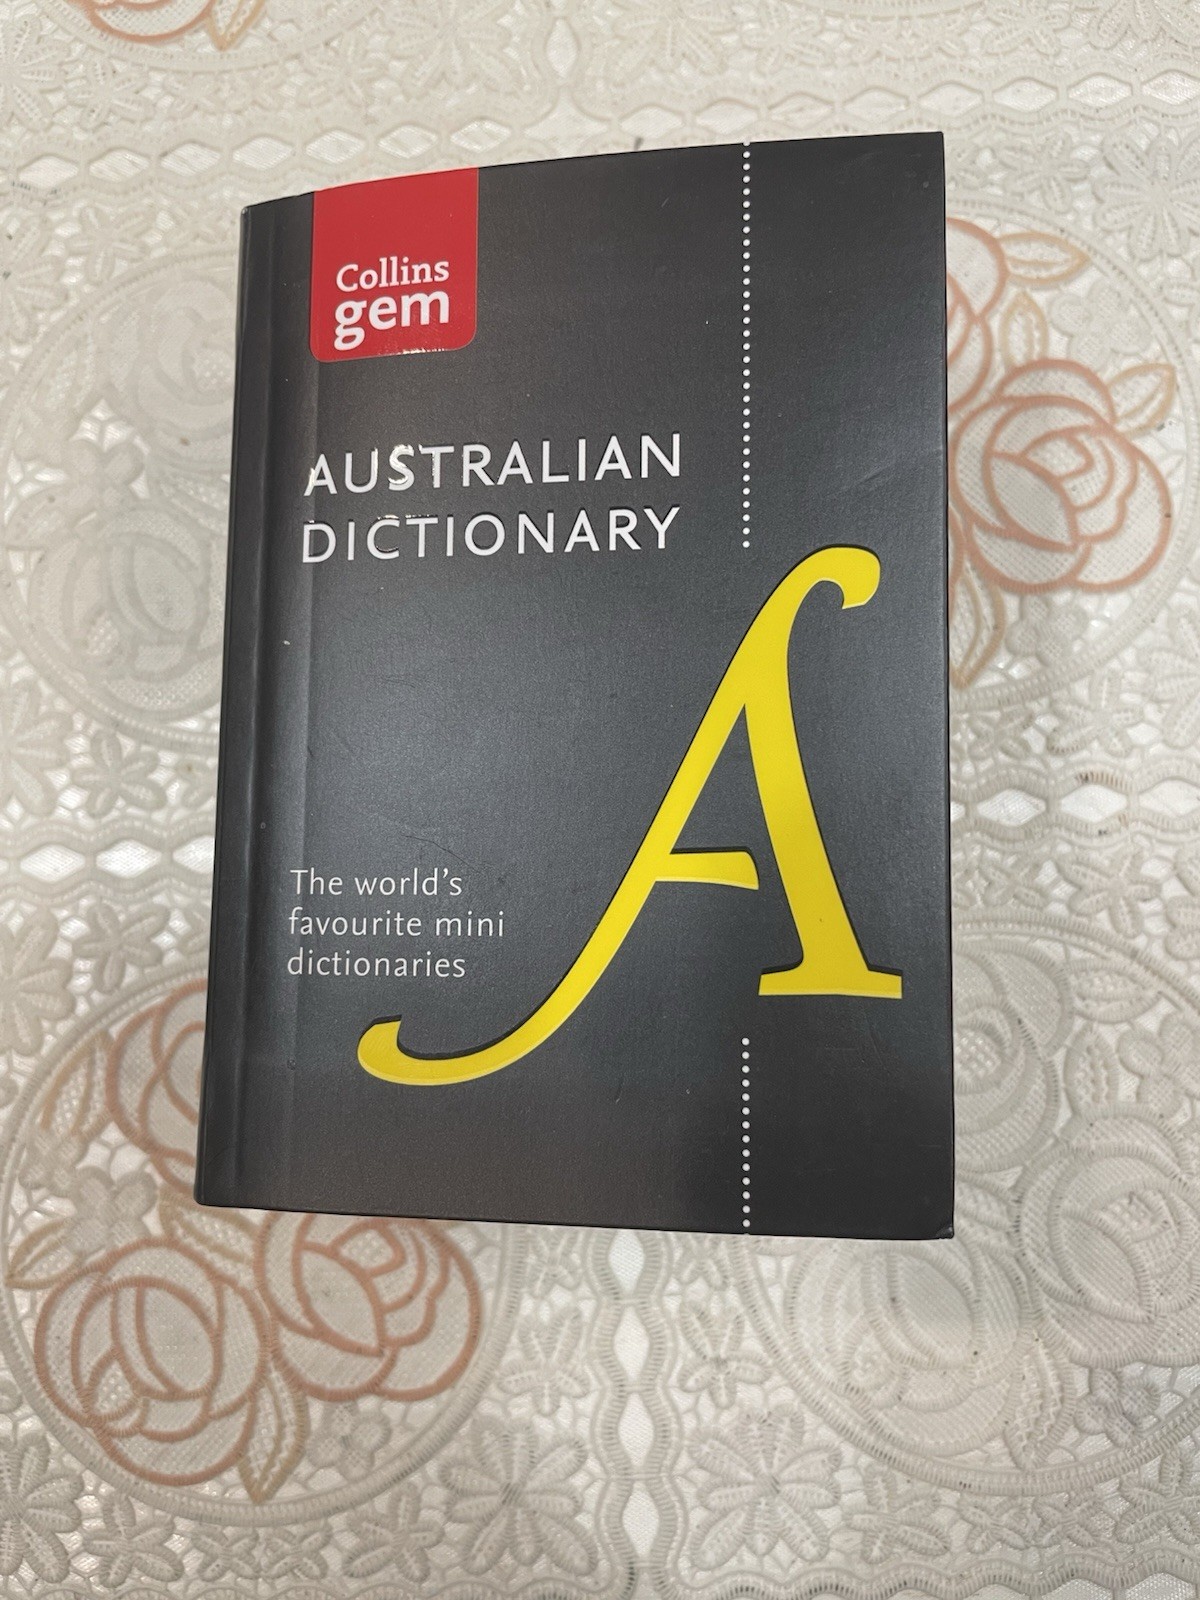 Collins
gem
AUSTRALIAN
DICTIONARY
The world's
favourite mini
dictionaries
A